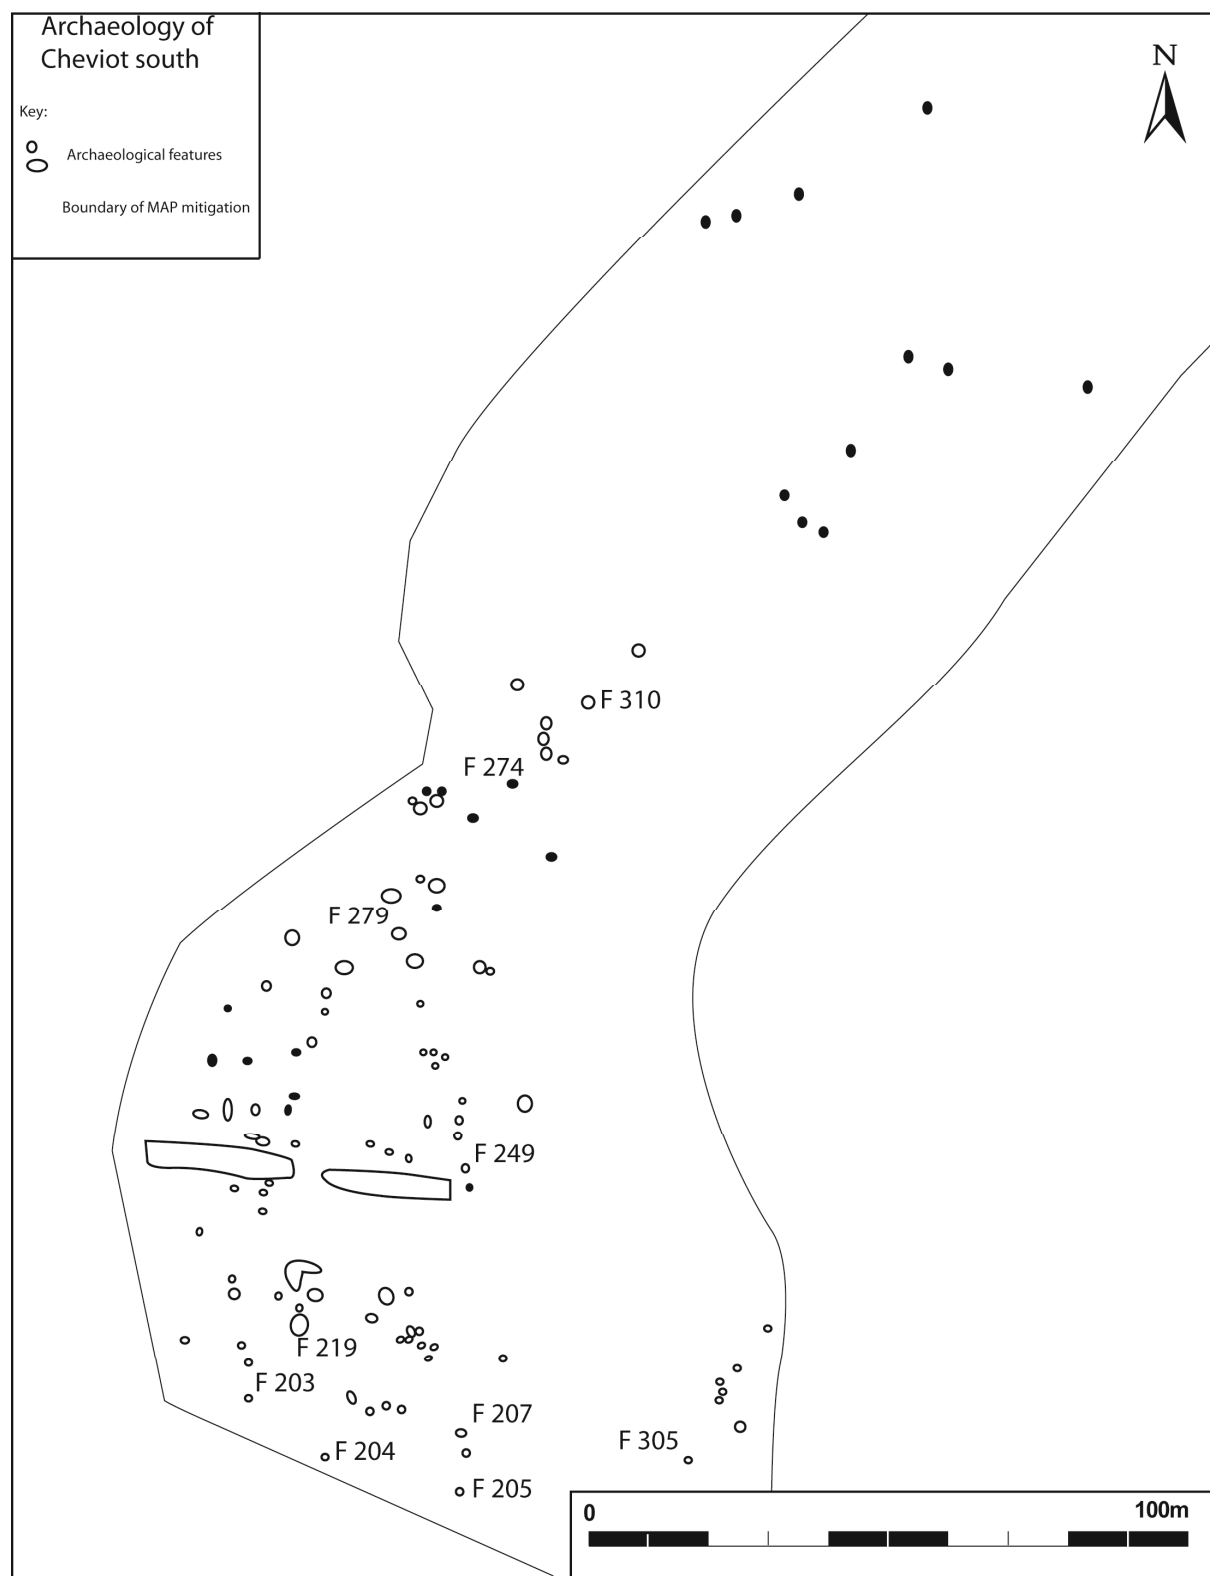 Archaeology of
Cheviot south
Key:
Archaeological features
Boundary of MAP mitigation
N
F 310
F 274
F 279
F 249
F 219
F 203
F 207
F 204
F 305
F 205
0 100m